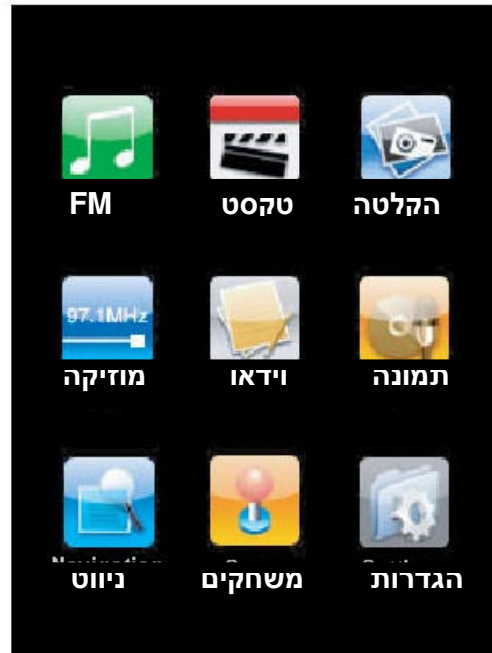 FM
טקסט
הקלטה
97.1MHz
מוזיקה
וידאו
תמונה
ניווט
משחקים
הגדרות